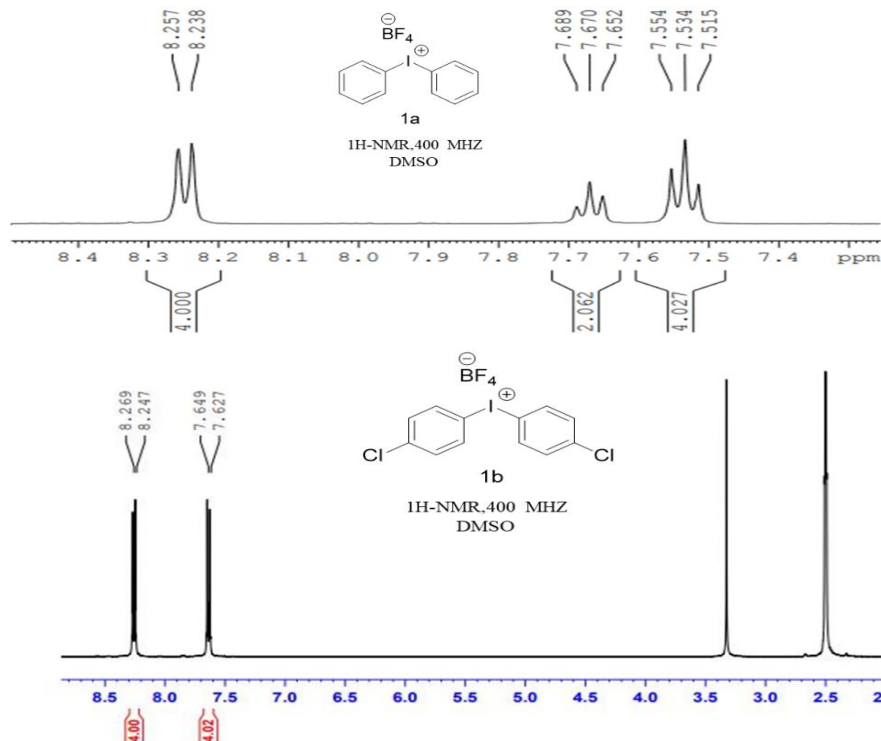 8.257
8.238
7.689
7.670
7.652
7.554
7.534
7.515
⊖
BF4
I ⊕
1a
1H-NMR,400 MHZ
DMSO
8.4 8.3 8.2 8.1 8.0 7.9 7.8 7.7 7.6 7.5 7.4 ppm
4.000
2.062
4.027
8.269
8.247
7.649
7.627
⊖
BF4
I ⊕
Cl
Cl
1b
1H-NMR,400 MHZ
DMSO
8.5 8.0 7.5 7.0 6.5 6.0 5.5 5.0 4.5 4.0 3.5 3.0 2.5 2
4.00
4.02